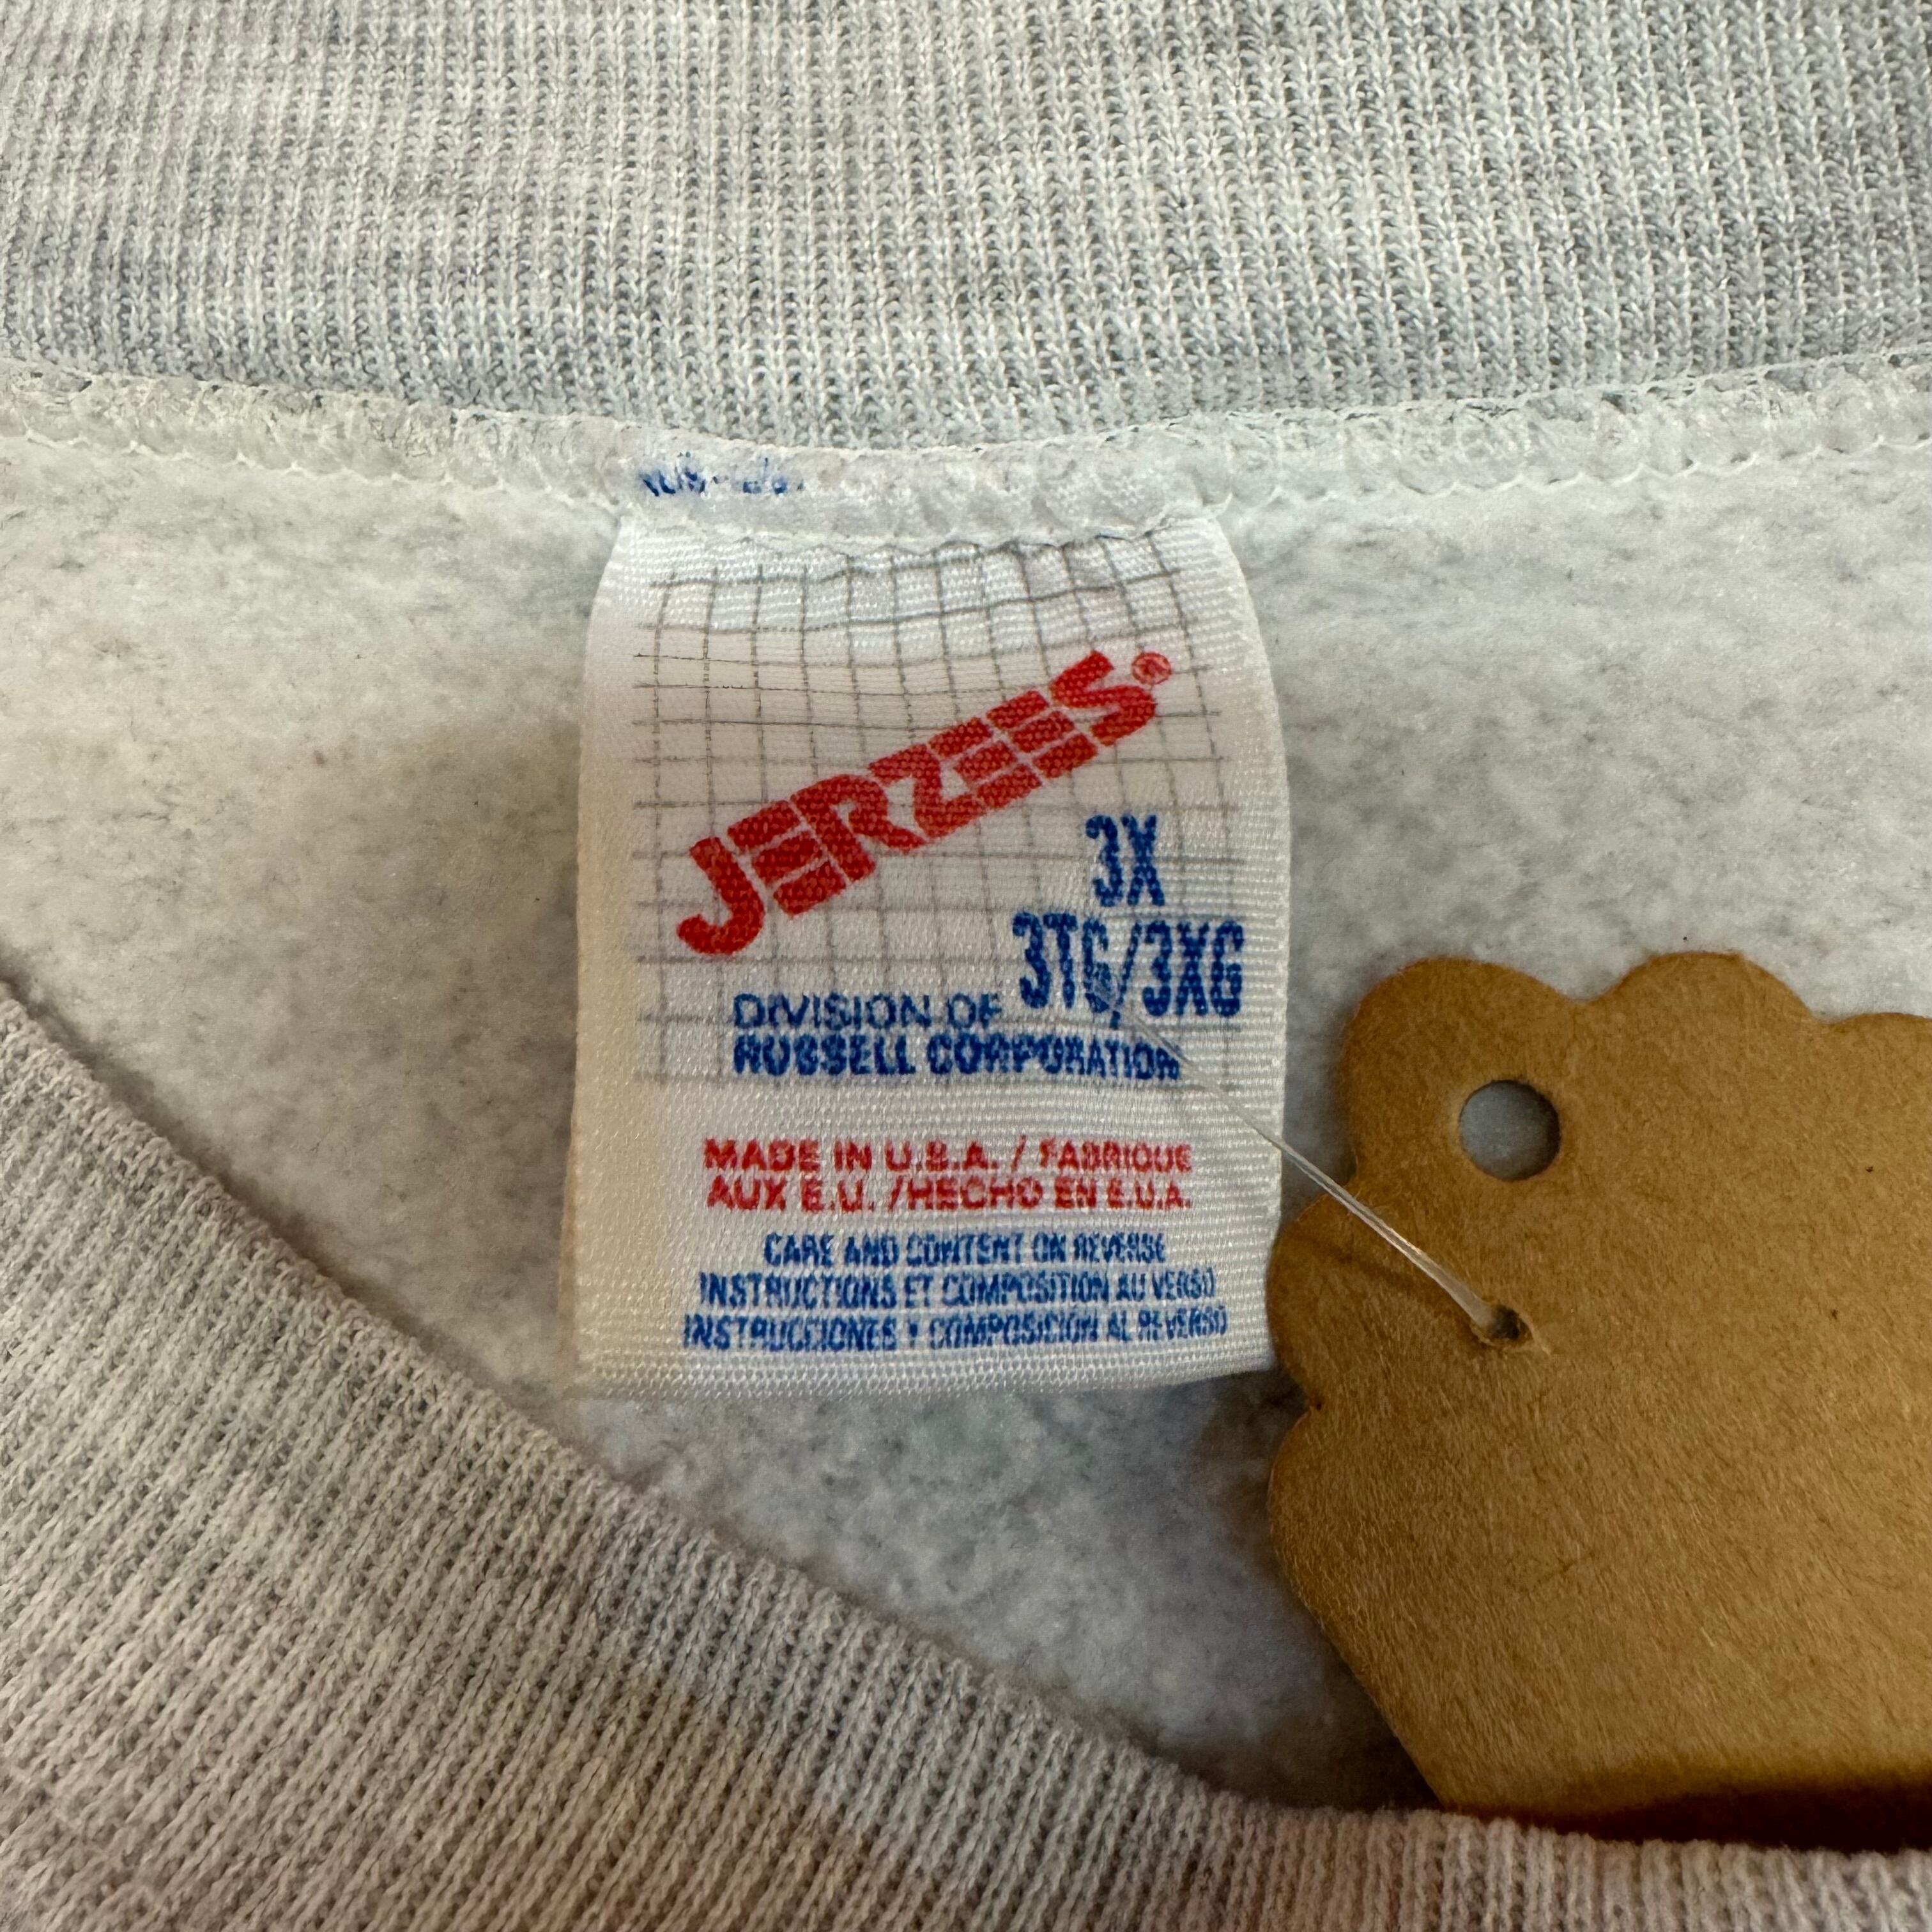 JERZEES®
3X
3TG/3XG
DIVISION OF
RUSSELL CORPORATION
MADE IN U.S.A. / FABRIQUE
AUX E.U. /HECHO EN E.U.A.
CARE AND CONTENT ON REVERSE
INSTRUCTIONS ET COMPOSITION AU VERSO
INSTRUCCIONES Y COMPOSICION AL REVERSO